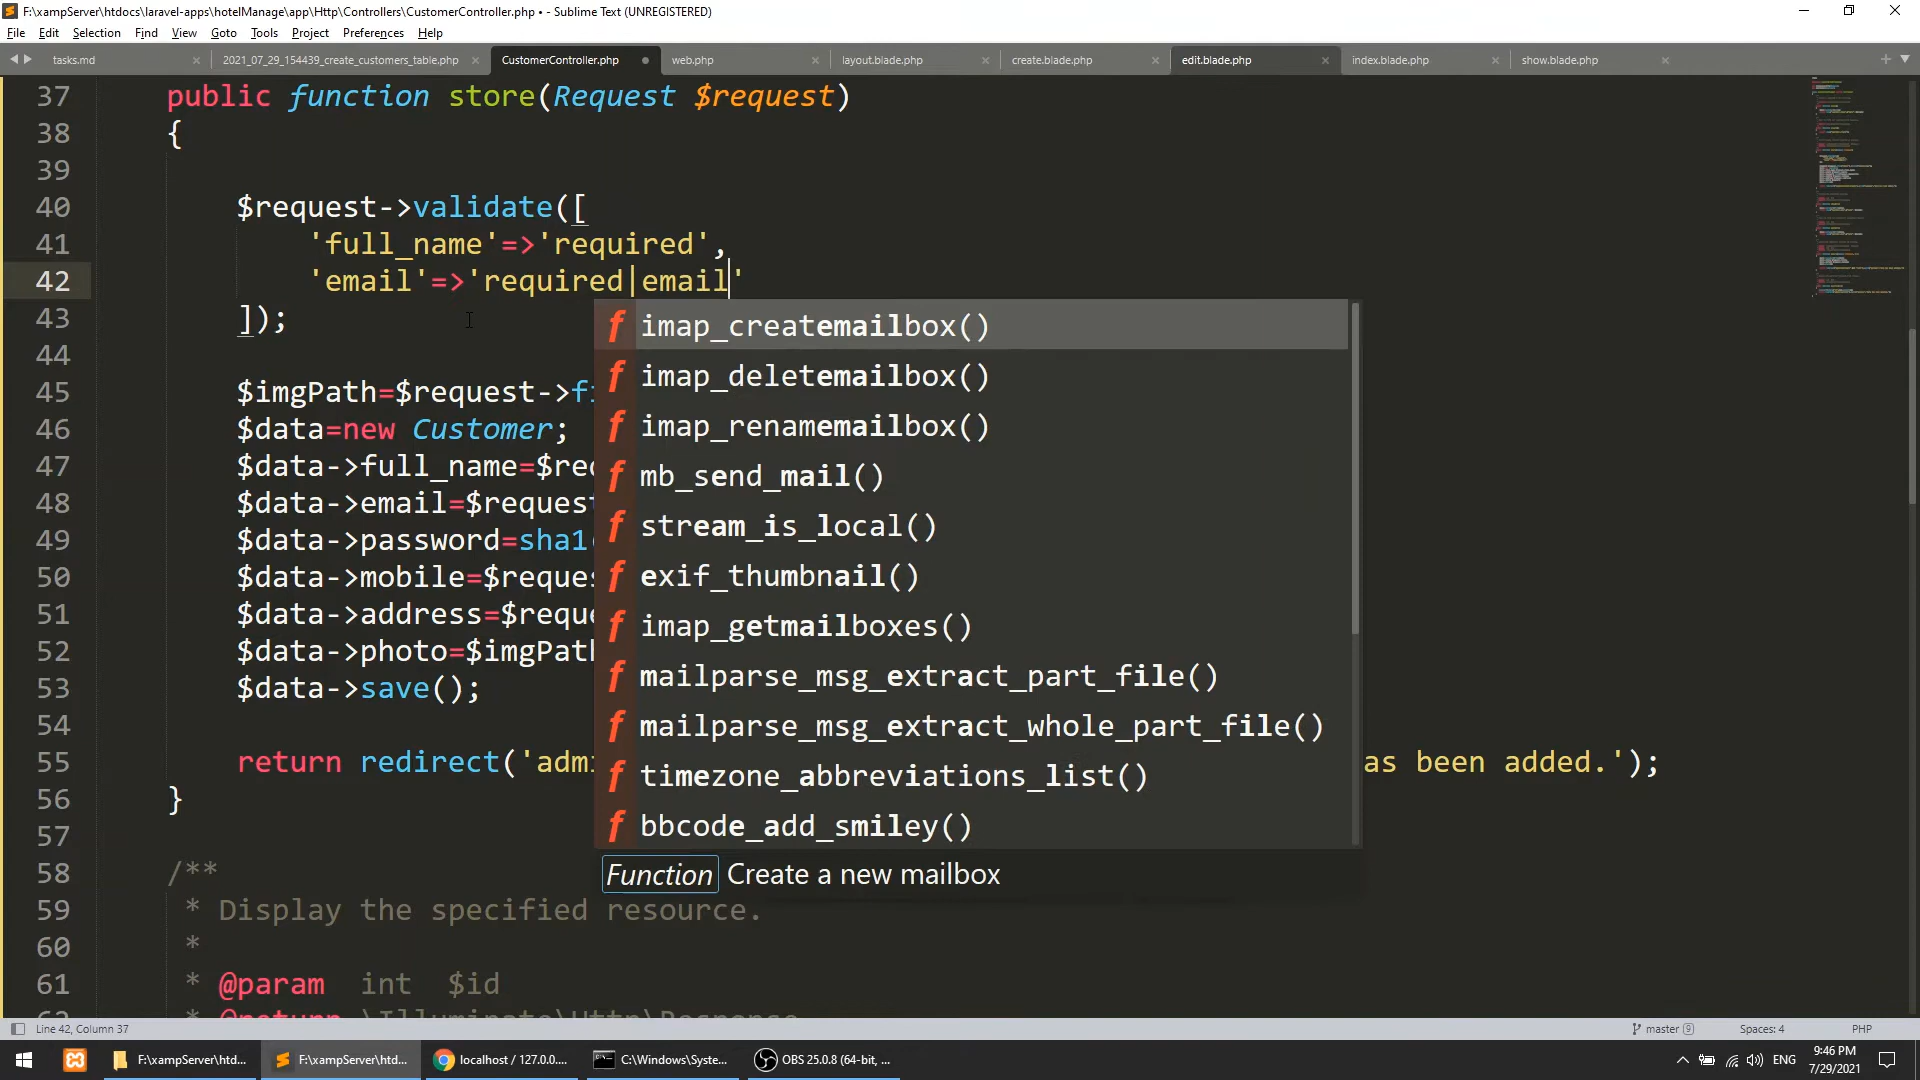 F:\xampServer\htdocs\laravel-apps\hotelManage\app\Http\Controllers\CustomerController.php • - Sublime Text (UNREGISTERED)
File Edit Selection Find View Goto Tools Project Preferences Help
tasks.md 2021_07_29_154439_create_customers_table.php CustomerController.php web.php layout.blade.php create.blade.php edit.blade.php index.blade.php show.blade.php
37 public function store(Request $request)
38 {
39
40 $request->validate([
41 'full_name'=>'required',
42 'email'=>'required|email'
43 ]);
44
45 $imgPath=$request->fi
46 $data=new Customer;
47 $data->full_name=$req
48 $data->email=$request
49 $data->password=sha1(
50 $data->mobile=$reques
51 $data->address=$reque
52 $data->photo=$imgPath
53 $data->save();
54
55 return redirect('admi as been added.');
56 }
57
58 /**
59 * Display the specified resource.
60 *
61 * @param int $id
62 * @return \Illuminate\Http\Response
f imap_createmailbox()
f imap_deletemailbox()
f imap_renamemailbox()
f mb_send_mail()
f stream_is_local()
f exif_thumbnail()
f imap_getmailboxes()
f mailparse_msg_extract_part_file()
f mailparse_msg_extract_whole_part_file()
f timezone_abbreviations_list()
f bbcode_add_smiley()
Function Create a new mailbox
Line 42, Column 37 master 9 Spaces: 4 PHP
F:\xampServer\htd... F:\xampServer\htd... localhost / 127.0.0.... C:\Windows\Syste... OBS 25.0.8 (64-bit, ... ENG 9:46 PM
7/29/2021